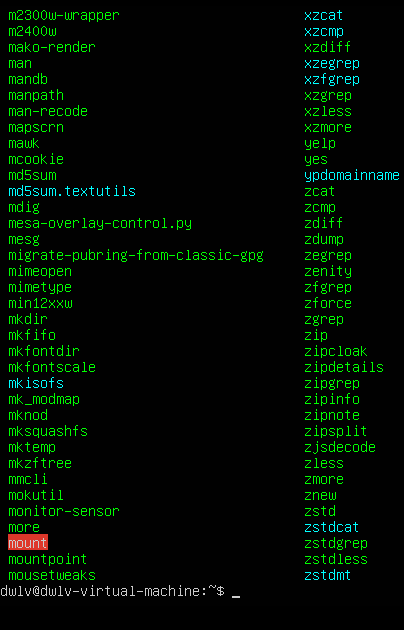 m2300w-wrapper xzcat
m2400w xzcmp
mako-render xzdiff
man xzegrep
mandb xzfgrep
manpath xzgrep
man-recode xzless
mapscrn xzmore
mawk yelp
mcookie yes
md5sum ypdomainname
md5sum.textutils zcat
mdig zcmp
mesa-overlay-control.py zdiff
mesg zdump
migrate-pubring-from-classic-gpg zegrep
mimeopen zenity
mimetype zfgrep
min12xxw zforce
mkdir zgrep
mkfifo zip
mkfontdir zipcloak
mkfontscale zipdetails
mkisofs zipgrep
mk_modmap zipinfo
mknod zipnote
mksquashfs zipsplit
mktemp zjsdecode
mkzftree zless
mmcli zmore
mokutil znew
monitor-sensor zstd
more zstdcat
mount zstdgrep
mountpoint zstdless
mousetweaks zstdmt
dwlv@dwlv-virtual-machine:~$ _